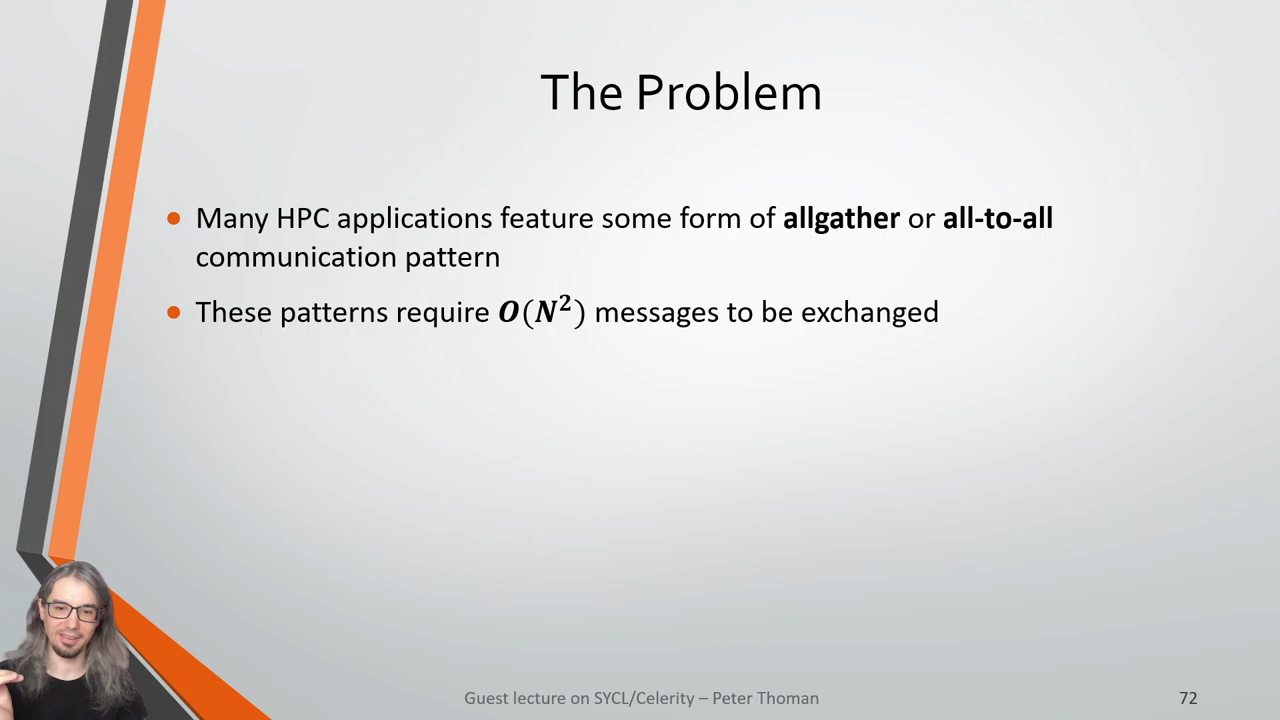 The Problem
Many HPC applications feature some form of allgather or all-to-all
communication pattern
These patterns require O(N²) messages to be exchanged
Guest lecture on SYCL/Celerity – Peter Thoman
72